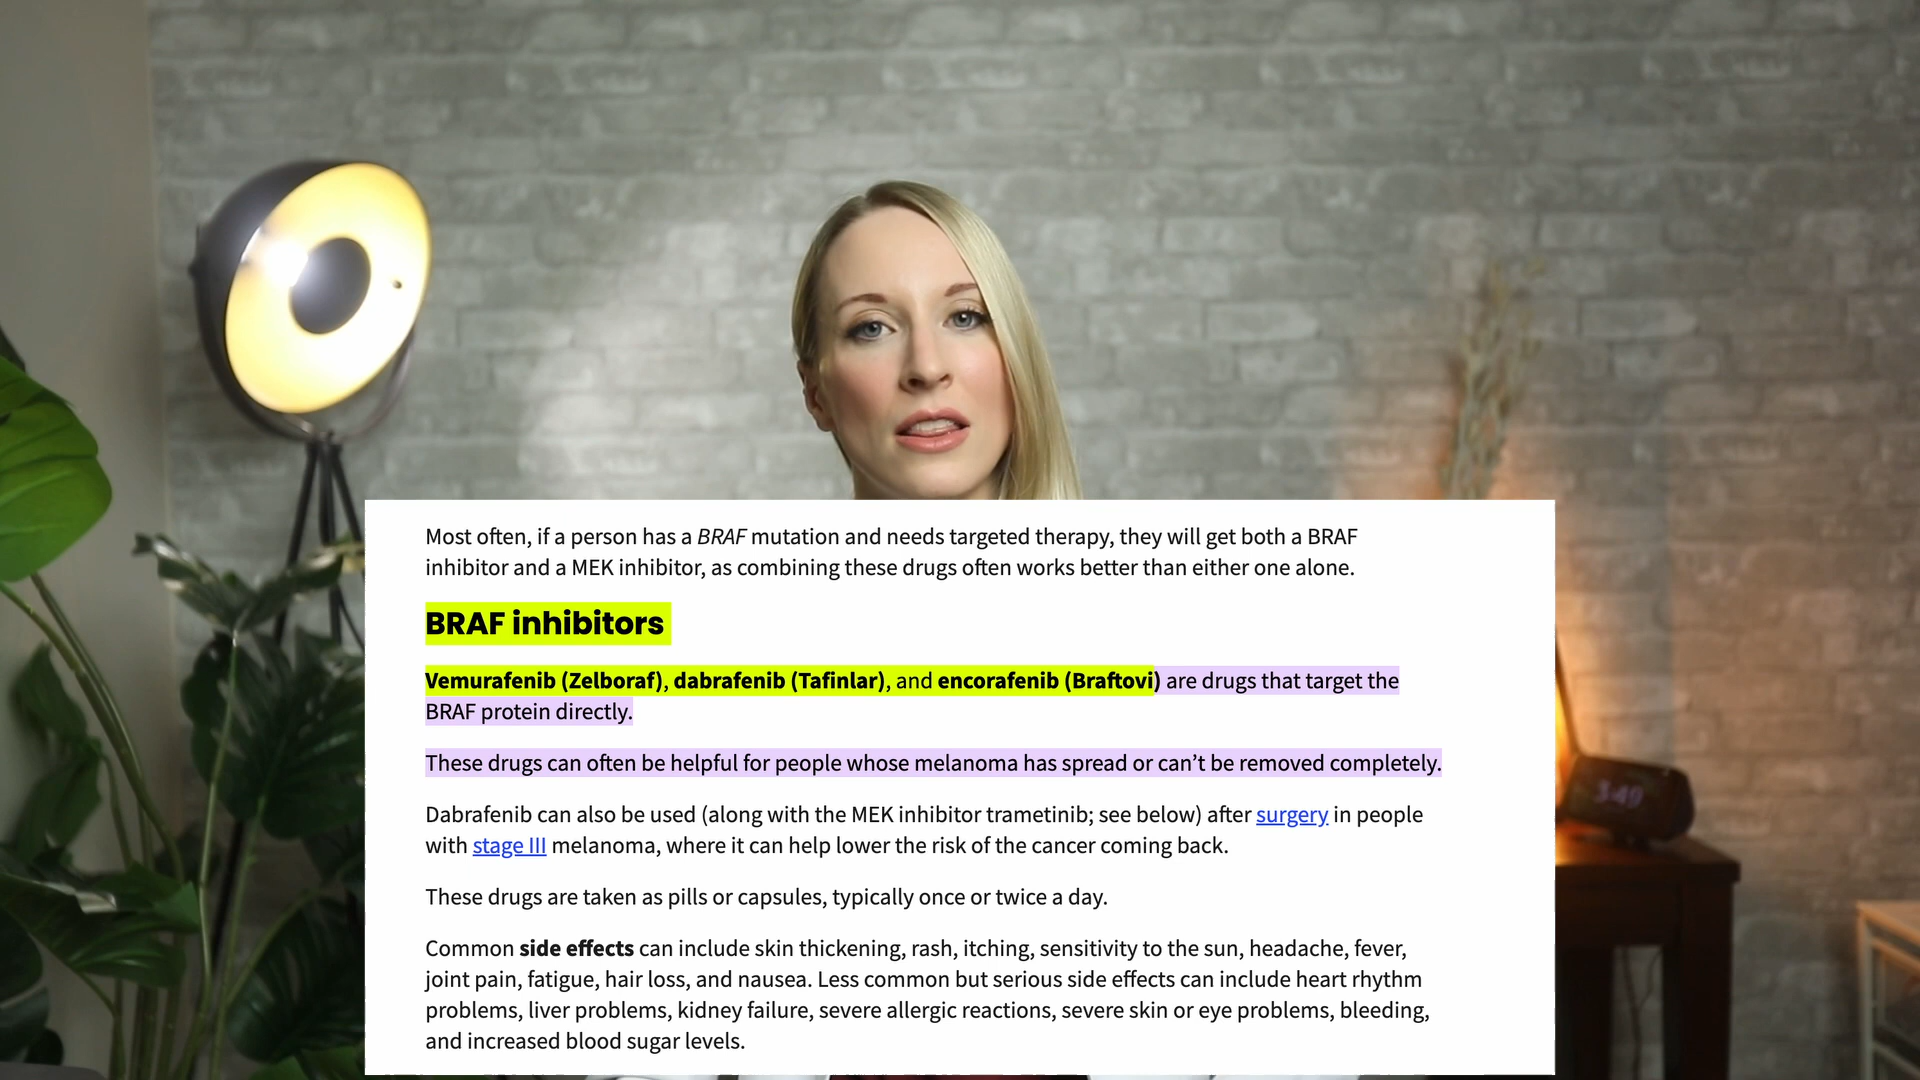 Most often, if a person has a BRAF mutation and needs targeted therapy, they will get both a BRAF
inhibitor and a MEK inhibitor, as combining these drugs often works better than either one alone.
BRAF inhibitors
Vemurafenib (Zelboraf), dabrafenib (Tafinlar), and encorafenib (Braftovi) are drugs that target the
BRAF protein directly.
These drugs can often be helpful for people whose melanoma has spread or can’t be removed completely.
Dabrafenib can also be used (along with the MEK inhibitor trametinib; see below) after surgery in people
with stage III melanoma, where it can help lower the risk of the cancer coming back.
These drugs are taken as pills or capsules, typically once or twice a day.
Common side effects can include skin thickening, rash, itching, sensitivity to the sun, headache, fever,
joint pain, fatigue, hair loss, and nausea. Less common but serious side effects can include heart rhythm
problems, liver problems, kidney failure, severe allergic reactions, severe skin or eye problems, bleeding,
and increased blood sugar levels.
3:49